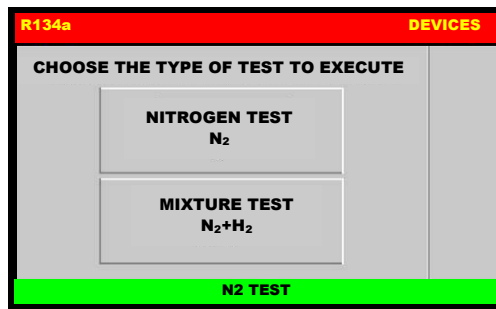 R134a DEVICES
CHOOSE THE TYPE OF TEST TO EXECUTE
NITROGEN TEST
N₂
MIXTURE TEST
N₂+H₂
N2 TEST